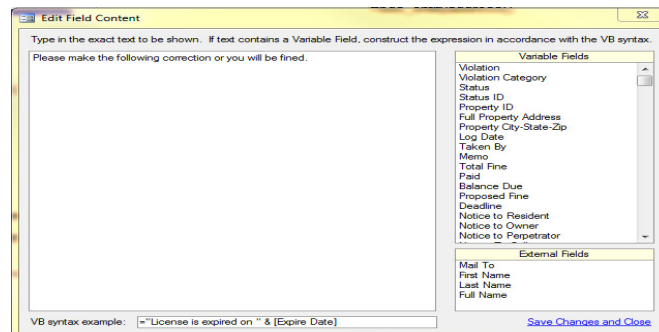 Edit Field Content
Type in the exact text to be shown. If text contains a Variable Field, construct the expression in accordance with the VB syntax.
Please make the following correction or you will be fined.
Variable Fields
Violation
Violation Category
Status
Status ID
Property ID
Full Property Address
Property City-State-Zip
Log Date
Taken By
Memo
Total Fine
Paid
Balance Due
Proposed Fine
Deadline
Notice to Resident
Notice to Owner
Notice to Perpetrator
External Fields
Mail To
First Name
Last Name
Full Name
VB syntax example: ="License is expired on " & [Expire Date]
Save Changes and Close